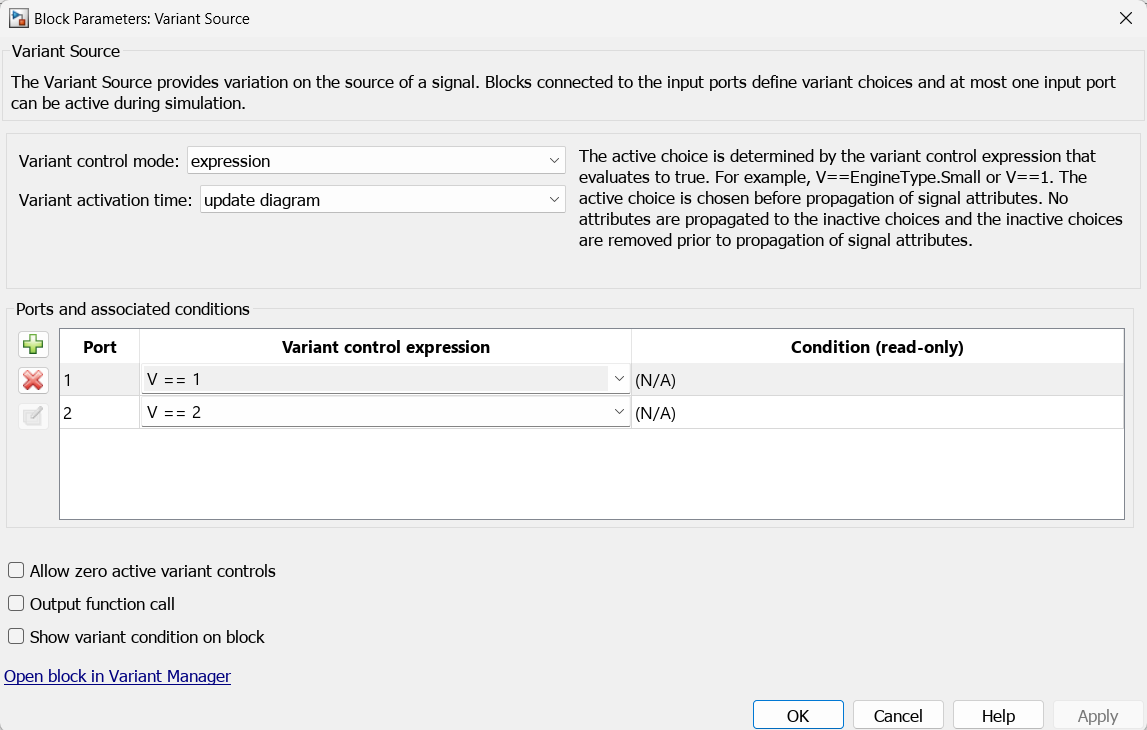 Block Parameters: Variant Source
Variant Source
The Variant Source provides variation on the source of a signal. Blocks connected to the input ports define variant choices and at most one input port
can be active during simulation.
Variant control mode: expression
Variant activation time: update diagram
The active choice is determined by the variant control expression that
evaluates to true. For example, V==EngineType.Small or V==1. The
active choice is chosen before propagation of signal attributes. No
attributes are propagated to the inactive choices and the inactive choices
are removed prior to propagation of signal attributes.
Ports and associated conditions
Port Variant control expression Condition (read-only)
1 V == 1 (N/A)
2 V == 2 (N/A)
Allow zero active variant controls
Output function call
Show variant condition on block
Open block in Variant Manager
OK Cancel Help Apply